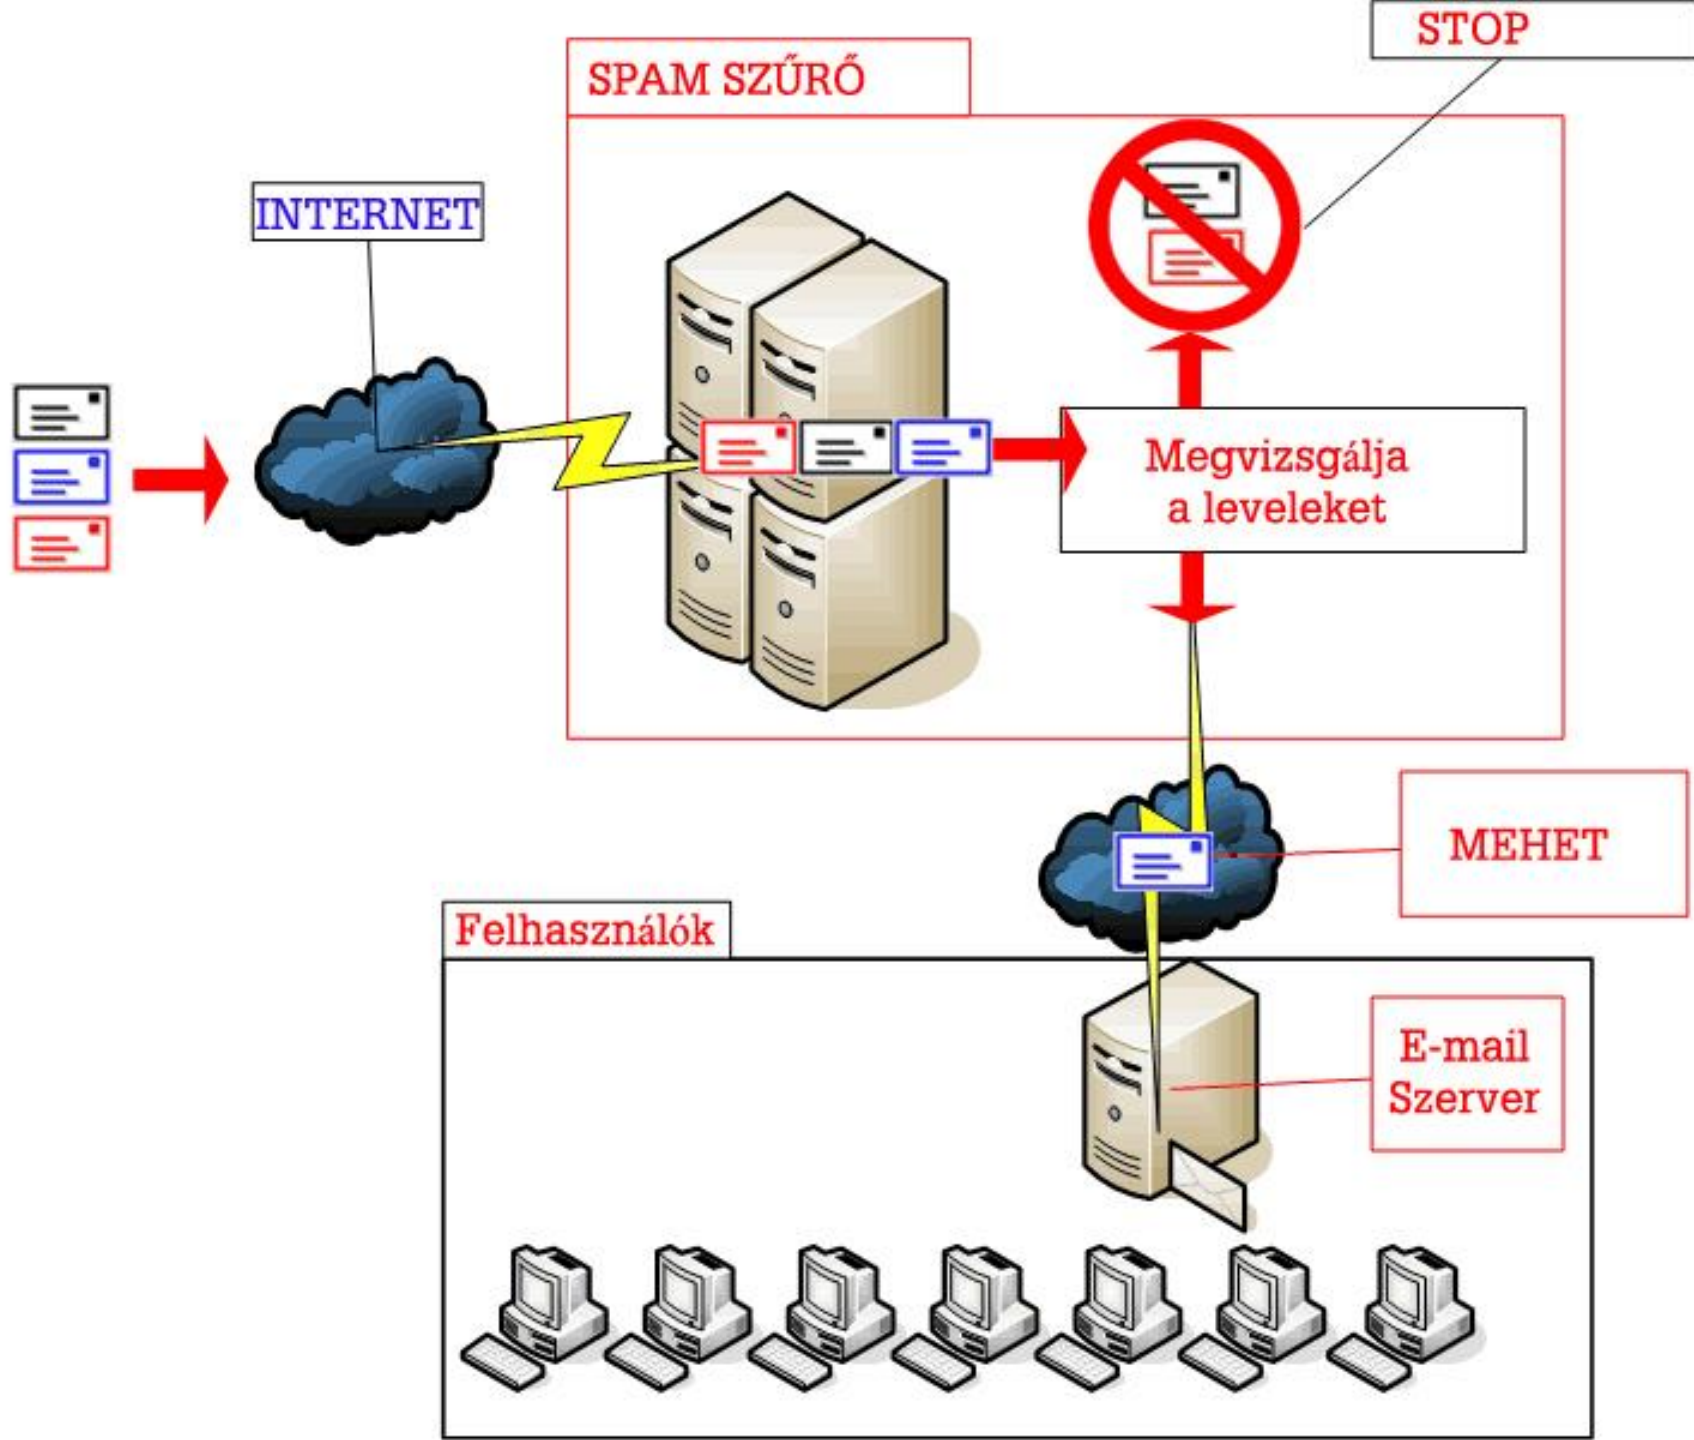 STOP
SPAM SZŰRŐ
INTERNET
Megvizsgálja
a leveleket
MEHET
Felhasználók
E-mail
Szerver